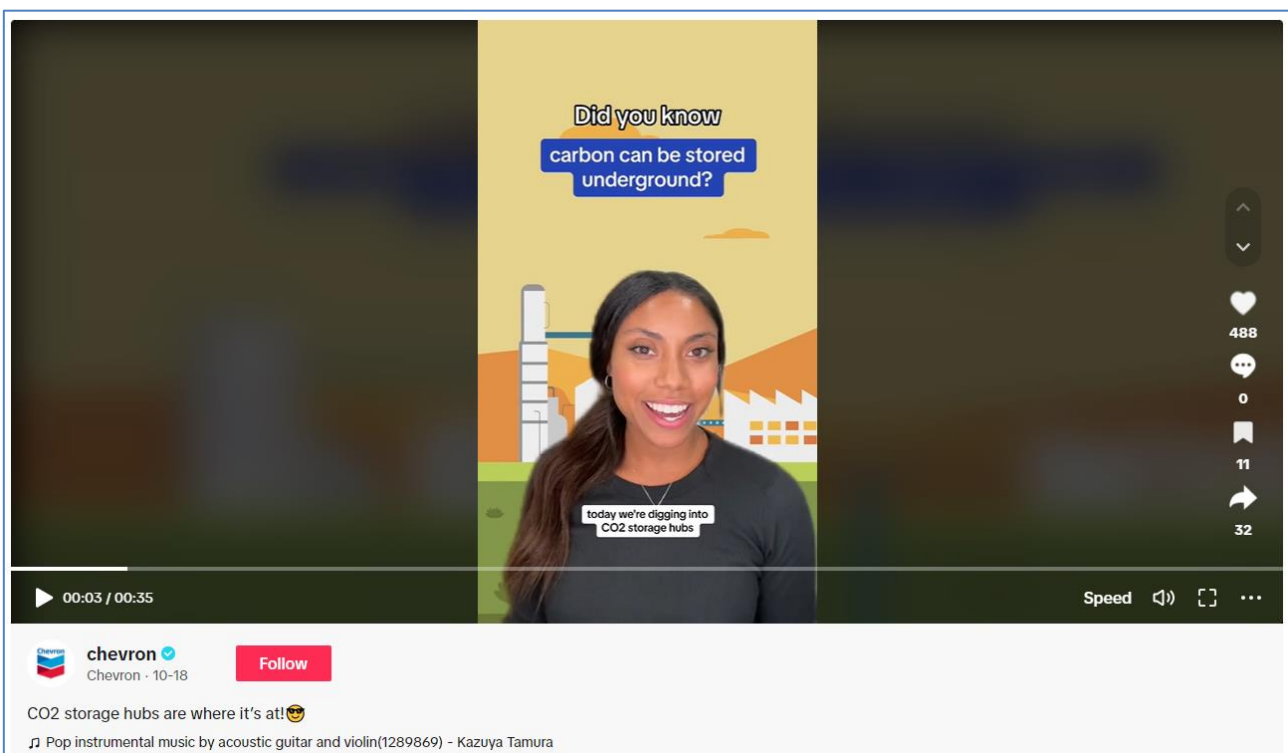 Did you know
carbon can be stored
underground?
today we're digging into
CO2 storage hubs
488
0
11
32
00:03 / 00:35
Speed
Chevron
chevron
Chevron · 10-18
Follow
CO2 storage hubs are where it's at!😎
♫ Pop instrumental music by acoustic guitar and violin(1289869) - Kazuya Tamura